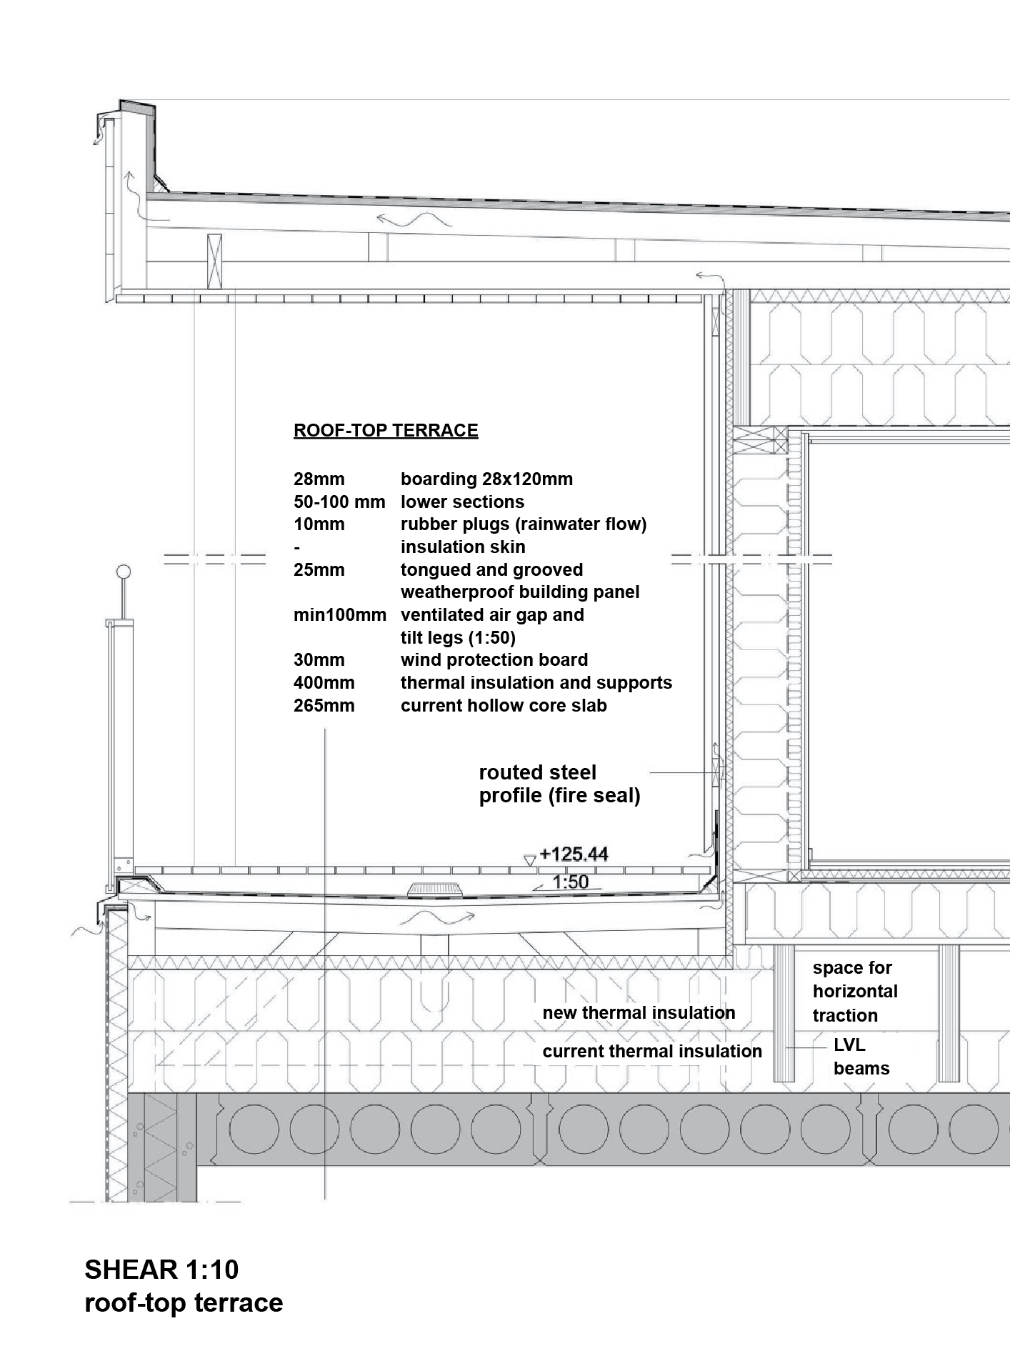 ROOF-TOP TERRACE
28mm boarding 28x120mm
50-100 mm lower sections
10mm rubber plugs (rainwater flow)
- insulation skin
25mm tongued and grooved
weatherproof building panel
min100mm ventilated air gap and
tilt legs (1:50)
30mm wind protection board
400mm thermal insulation and supports
265mm current hollow core slab
routed steel
profile (fire seal)
+125.44
1:50
space for
horizontal
traction
new thermal insulation
LVL
beams
current thermal insulation
SHEAR 1:10
roof-top terrace